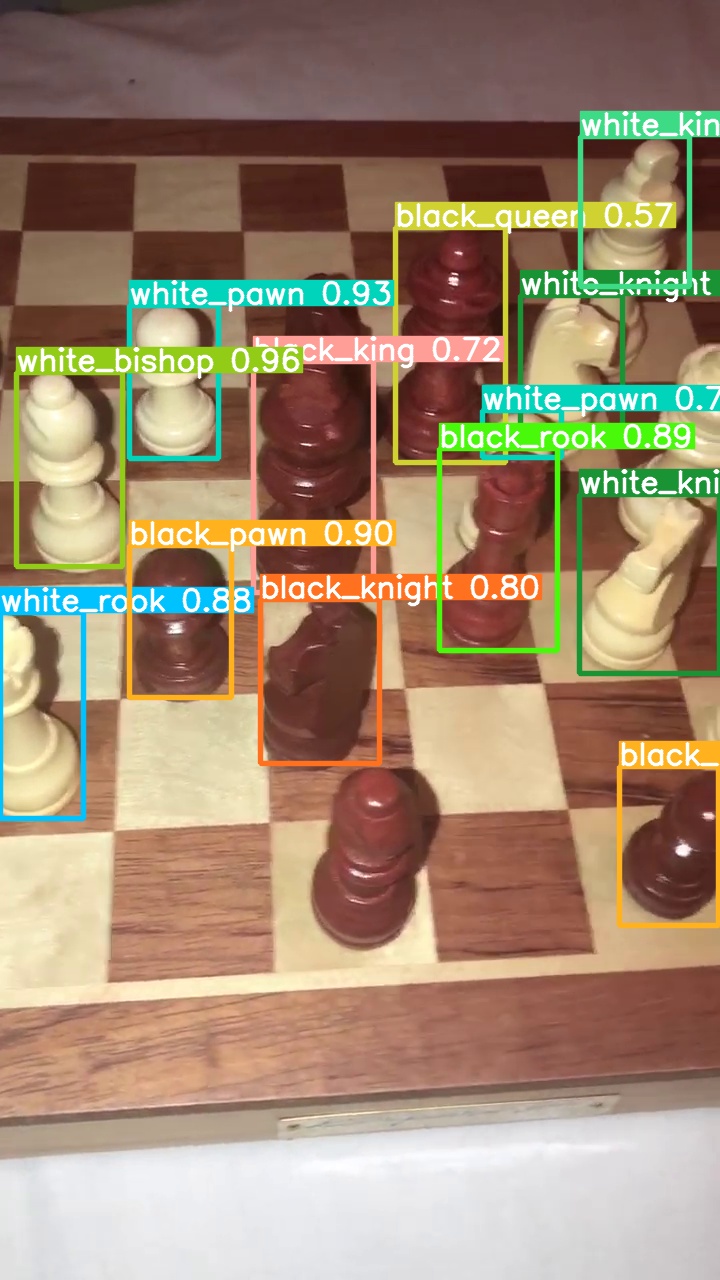 white_kin
black_queen 0.57
white_knight
white_pawn 0.93
black_king 0.72
white_bishop 0.96
white_pawn 0.7
black_rook 0.89
white_kni
black_pawn 0.90
black_knight 0.80
white_rook 0.88
black_